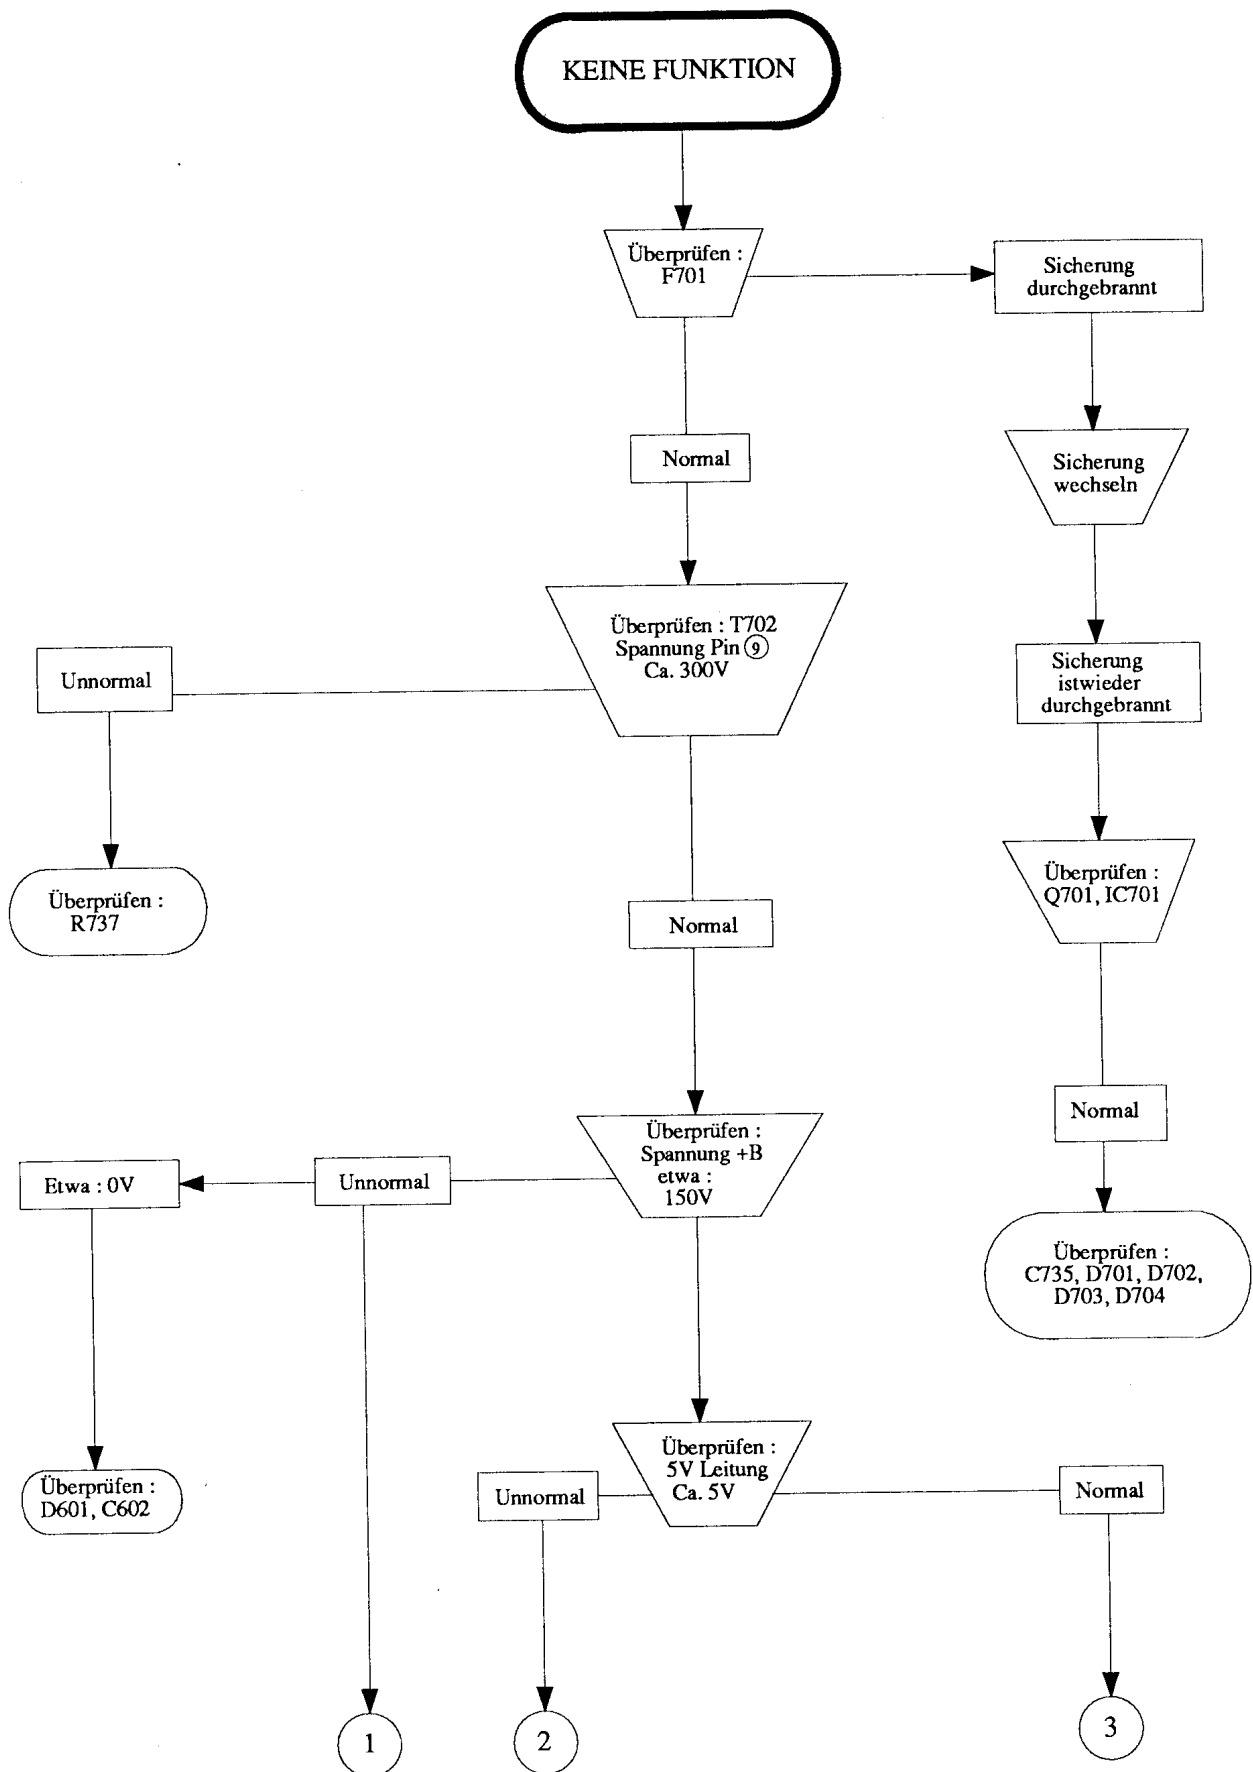 KEINE FUNKTION
Überprüfen :
F701
Sicherung
durchgebrannt
Normal
Sicherung
wechseln
Überprüfen : T702
Spannung Pin 9
Ca. 300V
Unnormal
Sicherung
istwieder
durchgebrannt
Überprüfen :
R737
Normal
Überprüfen :
Q701, IC701
Normal
Überprüfen :
Spannung +B
etwa :
150V
Unnormal
Etwa : 0V
Überprüfen :
C735, D701, D702,
D703, D704
Überprüfen :
5V Leitung
Ca. 5V
Unnormal
Normal
Überprüfen :
D601, C602
1
2
3